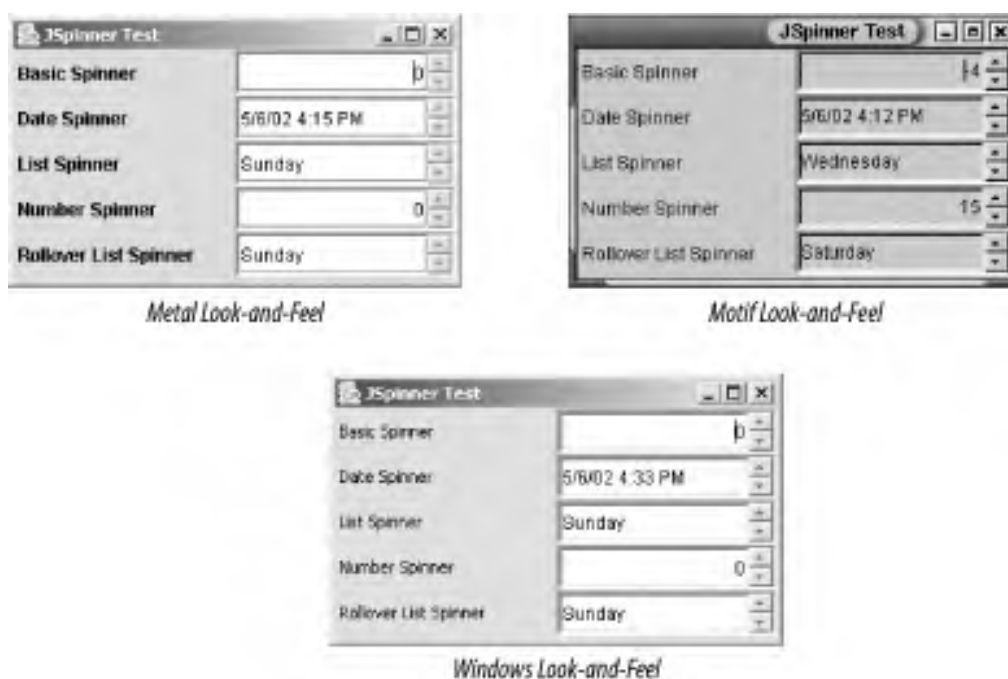 JSpinner Test
Basic Spinner 0
Date Spinner 5/6/02 4:15 PM
List Spinner Sunday
Number Spinner 0
Rollover List Spinner Sunday
Metal Look-and-Feel
JSpinner Test
Basic Spinner -4
Date Spinner 5/6/02 4:12 PM
List Spinner Wednesday
Number Spinner 15
Rollover List Spinner Saturday
Motif Look-and-Feel
JSpinner Test
Basic Spinner 0
Date Spinner 5/6/02 4:33 PM
List Spinner Sunday
Number Spinner 0
Rollover List Spinner Sunday
Windows Look-and-Feel